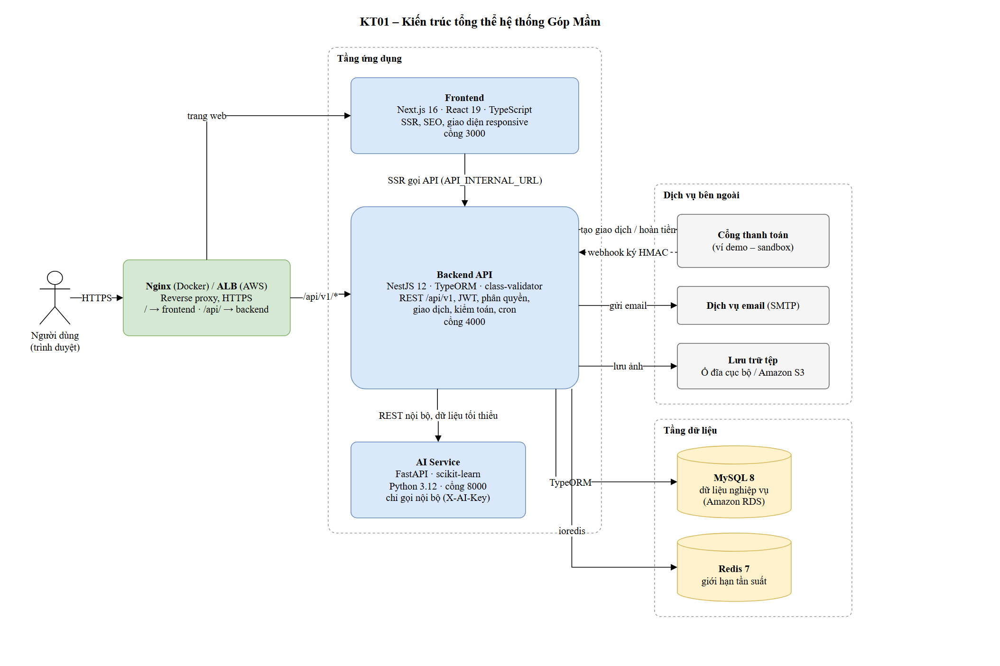 KT01 – Kiến trúc tổng thể hệ thống Góp Mầm
Tầng ứng dụng
Frontend
Next.js 16 · React 19 · TypeScript
SSR, SEO, giao diện responsive
cổng 3000
trang web
SSR gọi API (API_INTERNAL_URL)
Dịch vụ bên ngoài
tạo giao dịch / hoàn tiền
webhook ký HMAC
Cổng thanh toán
(ví demo – sandbox)
Backend API
NestJS 12 · TypeORM · class-validator
REST /api/v1, JWT, phân quyền,
giao dịch, kiểm toán, cron
cổng 4000
Nginx (Docker) / ALB (AWS)
Reverse proxy, HTTPS
/ → frontend · /api/ → backend
HTTPS
/api/v1/*
Người dùng
(trình duyệt)
gửi email
Dịch vụ email (SMTP)
lưu ảnh
Lưu trữ tệp
Ổ đĩa cục bộ / Amazon S3
REST nội bộ, dữ liệu tối thiểu
Tầng dữ liệu
AI Service
FastAPI · scikit-learn
Python 3.12 · cổng 8000
chỉ gọi nội bộ (X-AI-Key)
TypeORM
MySQL 8
dữ liệu nghiệp vụ
(Amazon RDS)
ioredis
Redis 7
giới hạn tần suất